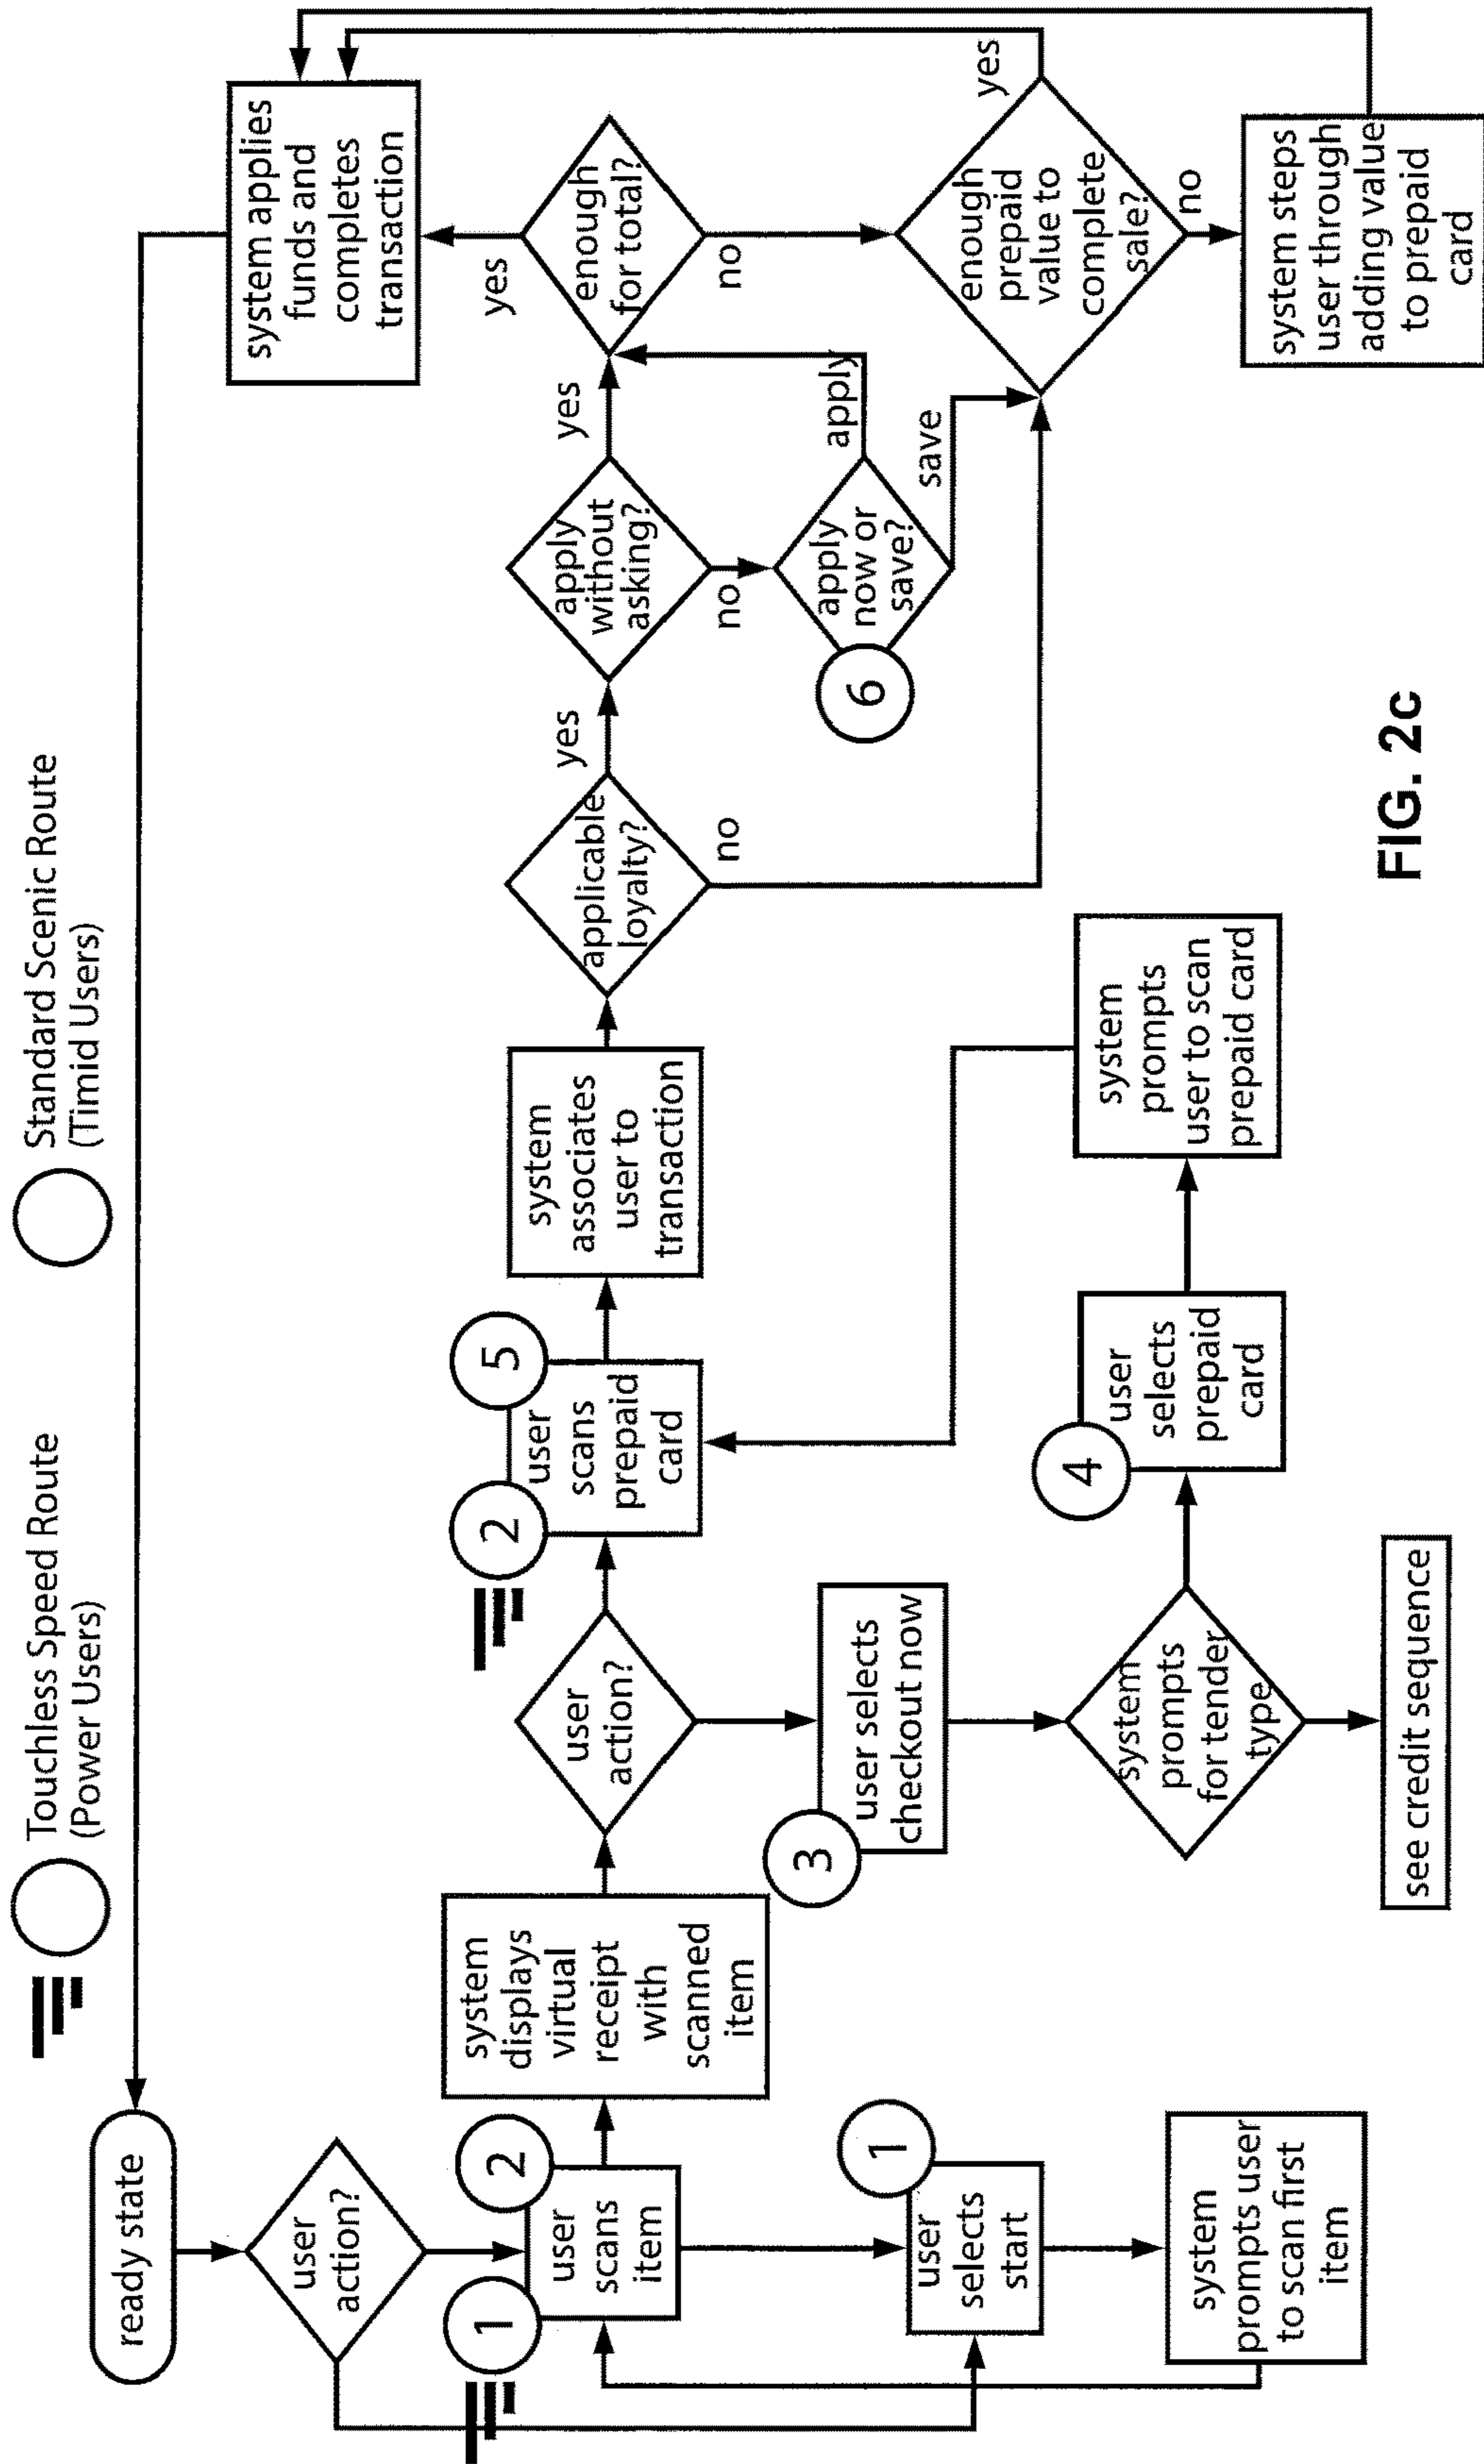 Touchless Speed Route
(Power Users)
Standard Scenic Route
(Timid Users)
ready state
user
action?
1
2
user
scans
item
1
user
selects
start
system
prompts user
to scan first
item
system
displays
virtual
receipt
with
scanned
item
user
action?
3
user selects
checkout now
system
prompts
for tender
type
see credit sequence
2
5
user
scans
prepaid
card
4
user
selects
prepaid
card
system
prompts
user to scan
prepaid card
system
associates
user to
transaction
applicable
loyalty?
yes
no
apply
without
asking?
yes
no
6
apply
now or
save?
apply
save
enough
for total?
yes
no
system applies
funds and
completes
transaction
enough
prepaid
value to
complete
sale?
yes
no
system steps
user through
adding value
to prepaid
card
FIG. 2c